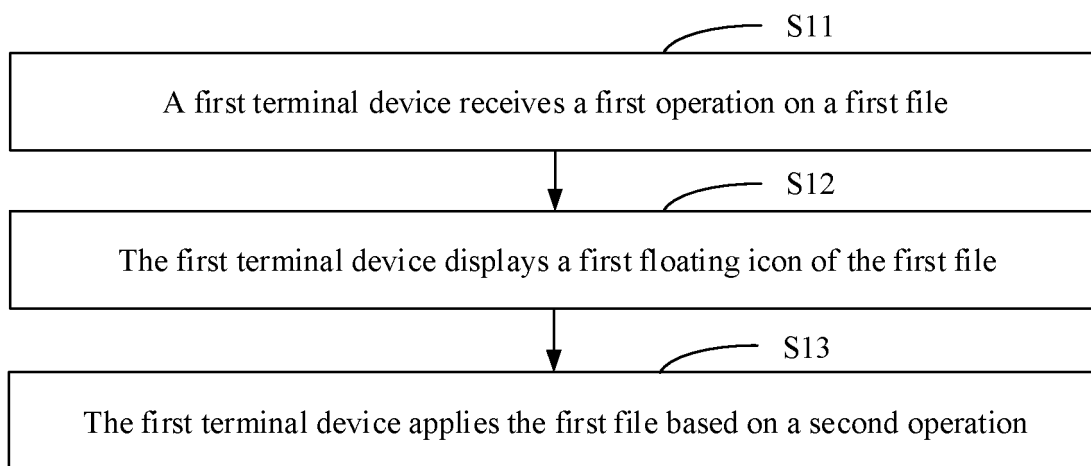 S11
A first terminal device receives a first operation on a first file
S12
The first terminal device displays a first floating icon of the first file
S13
The first terminal device applies the first file based on a second operation